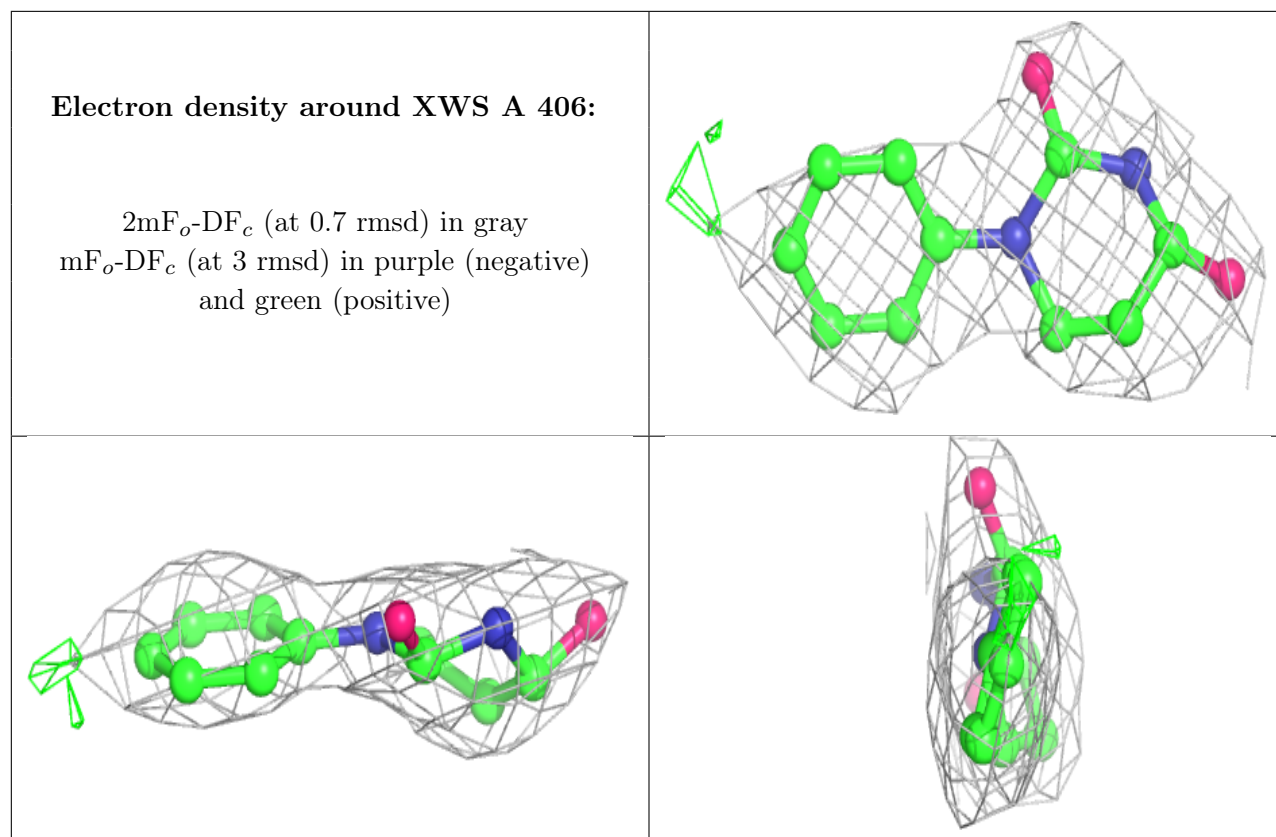 Electron density around XWS A 406:
2mFo-DFc (at 0.7 rmsd) in gray
mFo-DFc (at 3 rmsd) in purple (negative)
and green (positive)